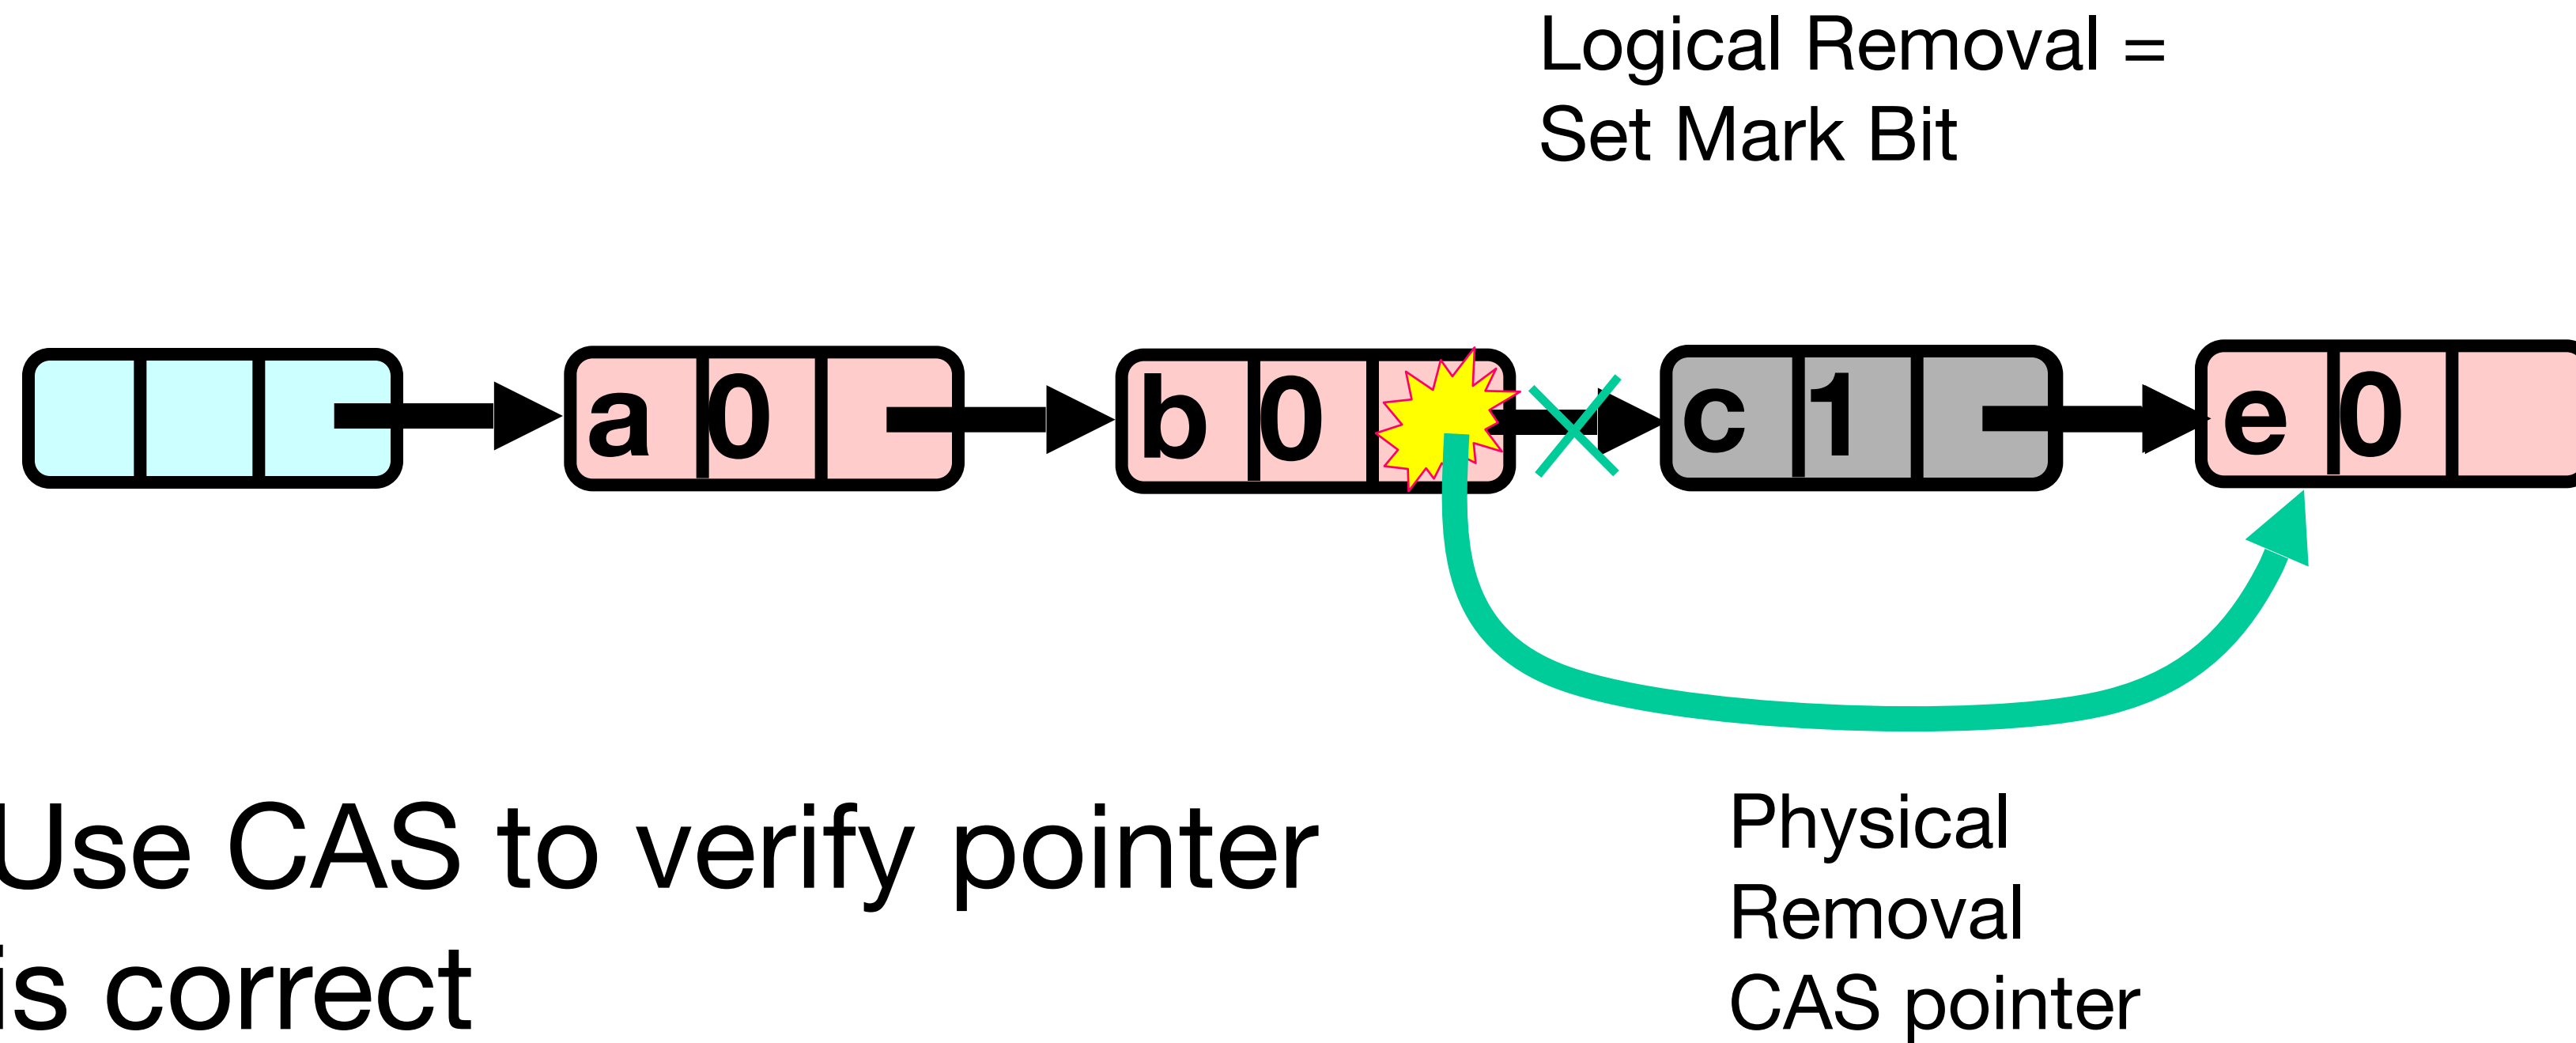 Logical Removal =
Set Mark Bit
a 0 b 0 c 1 e 0
Use CAS to verify pointer
is correct
Physical
Removal
CAS pointer